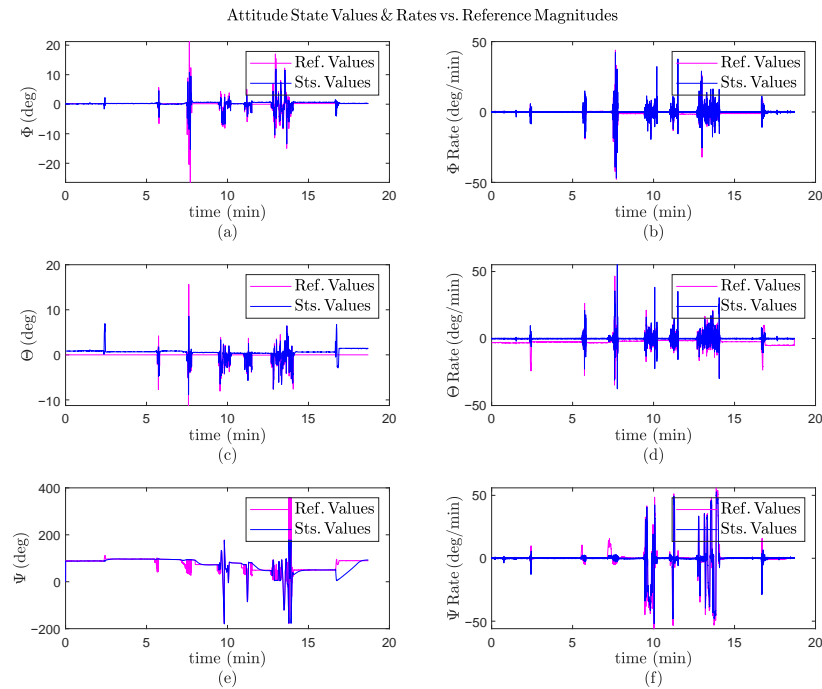 Attitude State Values & Rates vs. Reference Magnitudes
20
10
0
−10
−20
Φ (deg)
Ref. Values
Sts. Values
0
5
10
15
20
time (min)
(a)
50
0
−50
Φ Rate (deg/min)
Ref. Values
Sts. Values
0
5
10
15
20
time (min)
(b)
20
10
0
−10
Θ (deg)
Ref. Values
Sts. Values
0
5
10
15
20
time (min)
(c)
50
0
−50
Θ Rate (deg/min)
Ref. Values
Sts. Values
0
5
10
15
20
time (min)
(d)
400
200
0
−200
Ψ (deg)
Ref. Values
Sts. Values
0
5
10
15
20
time (min)
(e)
50
0
−50
Ψ Rate (deg/min)
Ref. Values
Sts. Values
0
5
10
15
20
time (min)
(f)